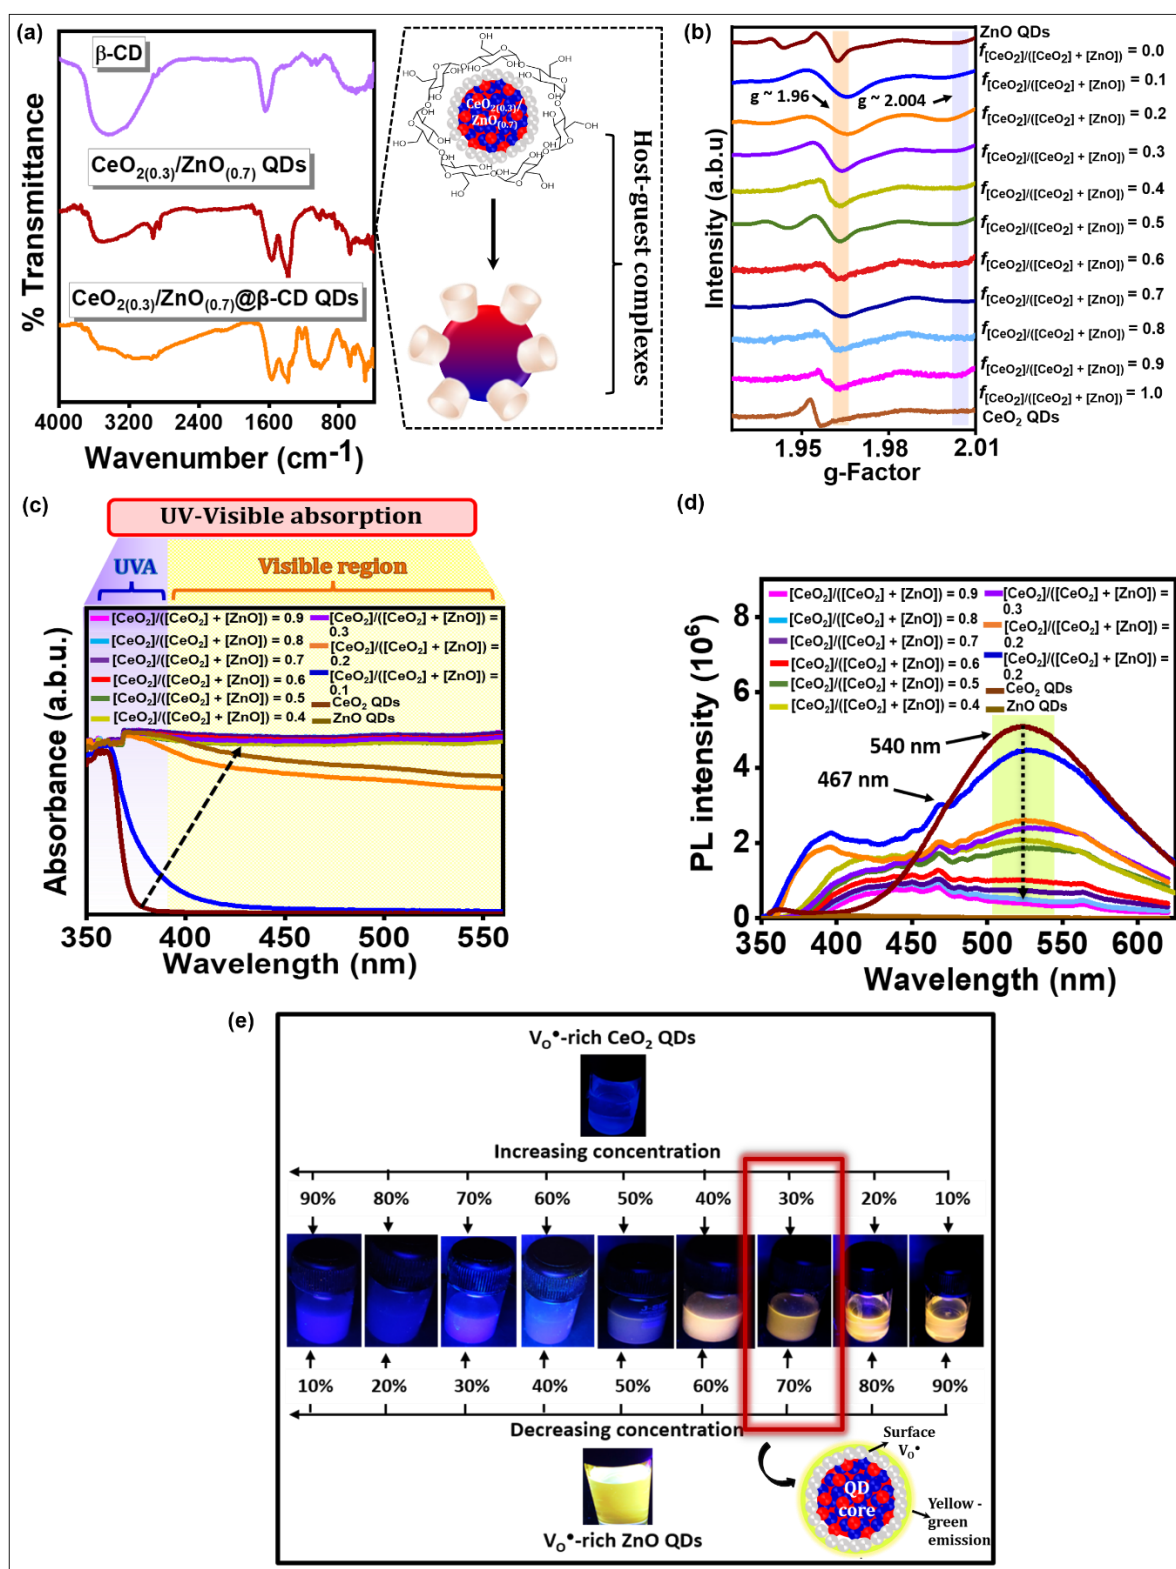 (a)
β-CD
CeO2(0.3)/ZnO(0.7) QDs
CeO2(0.3)/ZnO(0.7)@β-CD QDs
% Transmittance
4000 3200 2400 1600 800
Wavenumber (cm-1)
CeO2(0.3)/
ZnO(0.7)
Host-guest complexes
(b)
ZnO QDs
f[CeO2]/([CeO2] + [ZnO]) = 0.0
f[CeO2]/([CeO2] + [ZnO]) = 0.1
g ~ 1.96
g ~ 2.004
f[CeO2]/([CeO2] + [ZnO]) = 0.2
f[CeO2]/([CeO2] + [ZnO]) = 0.3
f[CeO2]/([CeO2] + [ZnO]) = 0.4
f[CeO2]/([CeO2] + [ZnO]) = 0.5
f[CeO2]/([CeO2] + [ZnO]) = 0.6
f[CeO2]/([CeO2] + [ZnO]) = 0.7
f[CeO2]/([CeO2] + [ZnO]) = 0.8
f[CeO2]/([CeO2] + [ZnO]) = 0.9
f[CeO2]/([CeO2] + [ZnO]) = 1.0
CeO2 QDs
Intensity (a.b.u)
1.95 1.98 2.01
g-Factor
(c)
UV-Visible absorption
UVA
Visible region
[CeO2]/([CeO2] + [ZnO]) = 0.9
[CeO2]/([CeO2] + [ZnO]) = 0.8
[CeO2]/([CeO2] + [ZnO]) = 0.7
[CeO2]/([CeO2] + [ZnO]) = 0.6
[CeO2]/([CeO2] + [ZnO]) = 0.5
[CeO2]/([CeO2] + [ZnO]) = 0.4
[CeO2]/([CeO2] + [ZnO]) =
0.3
[CeO2]/([CeO2] + [ZnO]) =
0.2
[CeO2]/([CeO2] + [ZnO]) =
0.1
CeO2 QDs
ZnO QDs
Absorbance (a.b.u.)
350 400 450 500 550
Wavelength (nm)
(d)
[CeO2]/([CeO2] + [ZnO]) = 0.9
[CeO2]/([CeO2] + [ZnO]) = 0.8
[CeO2]/([CeO2] + [ZnO]) = 0.7
[CeO2]/([CeO2] + [ZnO]) = 0.6
[CeO2]/([CeO2] + [ZnO]) = 0.5
[CeO2]/([CeO2] + [ZnO]) = 0.4
[CeO2]/([CeO2] + [ZnO]) =
0.3
[CeO2]/([CeO2] + [ZnO]) =
0.2
[CeO2]/([CeO2] + [ZnO]) =
0.2
CeO2 QDs
ZnO QDs
540 nm
467 nm
PL intensity (10^6)
8
6
4
2
0
350 400 450 500 550 600
Wavelength (nm)
(e)
VO•-rich CeO2 QDs
Increasing concentration
90% 80% 70% 60% 50% 40% 30% 20% 10%
10% 20% 30% 40% 50% 60% 70% 80% 90%
Decreasing concentration
VO•-rich ZnO QDs
Surface
VO•
QD
core
Yellow -
green
emission